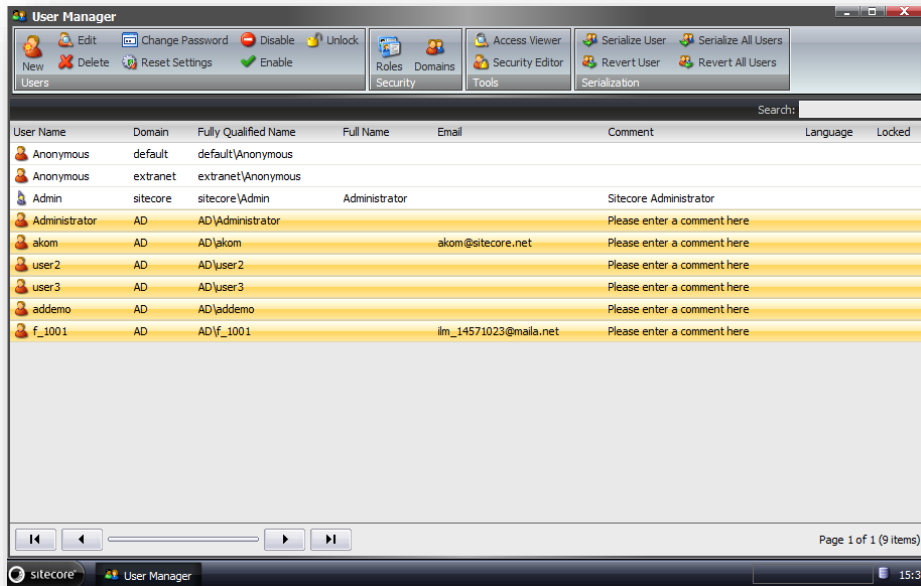 User Manager
New
Edit
Delete
Change Password
Reset Settings
Disable
Enable
Unlock
Users
Roles
Domains
Security
Access Viewer
Security Editor
Tools
Serialize User
Revert User
Serialize All Users
Revert All Users
Serialization
Search:
User Name Domain Fully Qualified Name Full Name Email Comment Language Locked
Anonymous default default\Anonymous
Anonymous extranet extranet\Anonymous
Admin sitecore sitecore\Admin Administrator Sitecore Administrator
Administrator AD AD\Administrator Please enter a comment here
akom AD AD\akom akom@sitecore.net Please enter a comment here
user2 AD AD\user2 Please enter a comment here
user3 AD AD\user3 Please enter a comment here
addemo AD AD\addemo Please enter a comment here
f_1001 AD AD\f_1001 ilm_14571023@maila.net Please enter a comment here
Page 1 of 1 (9 items)
sitecore User Manager 15:3